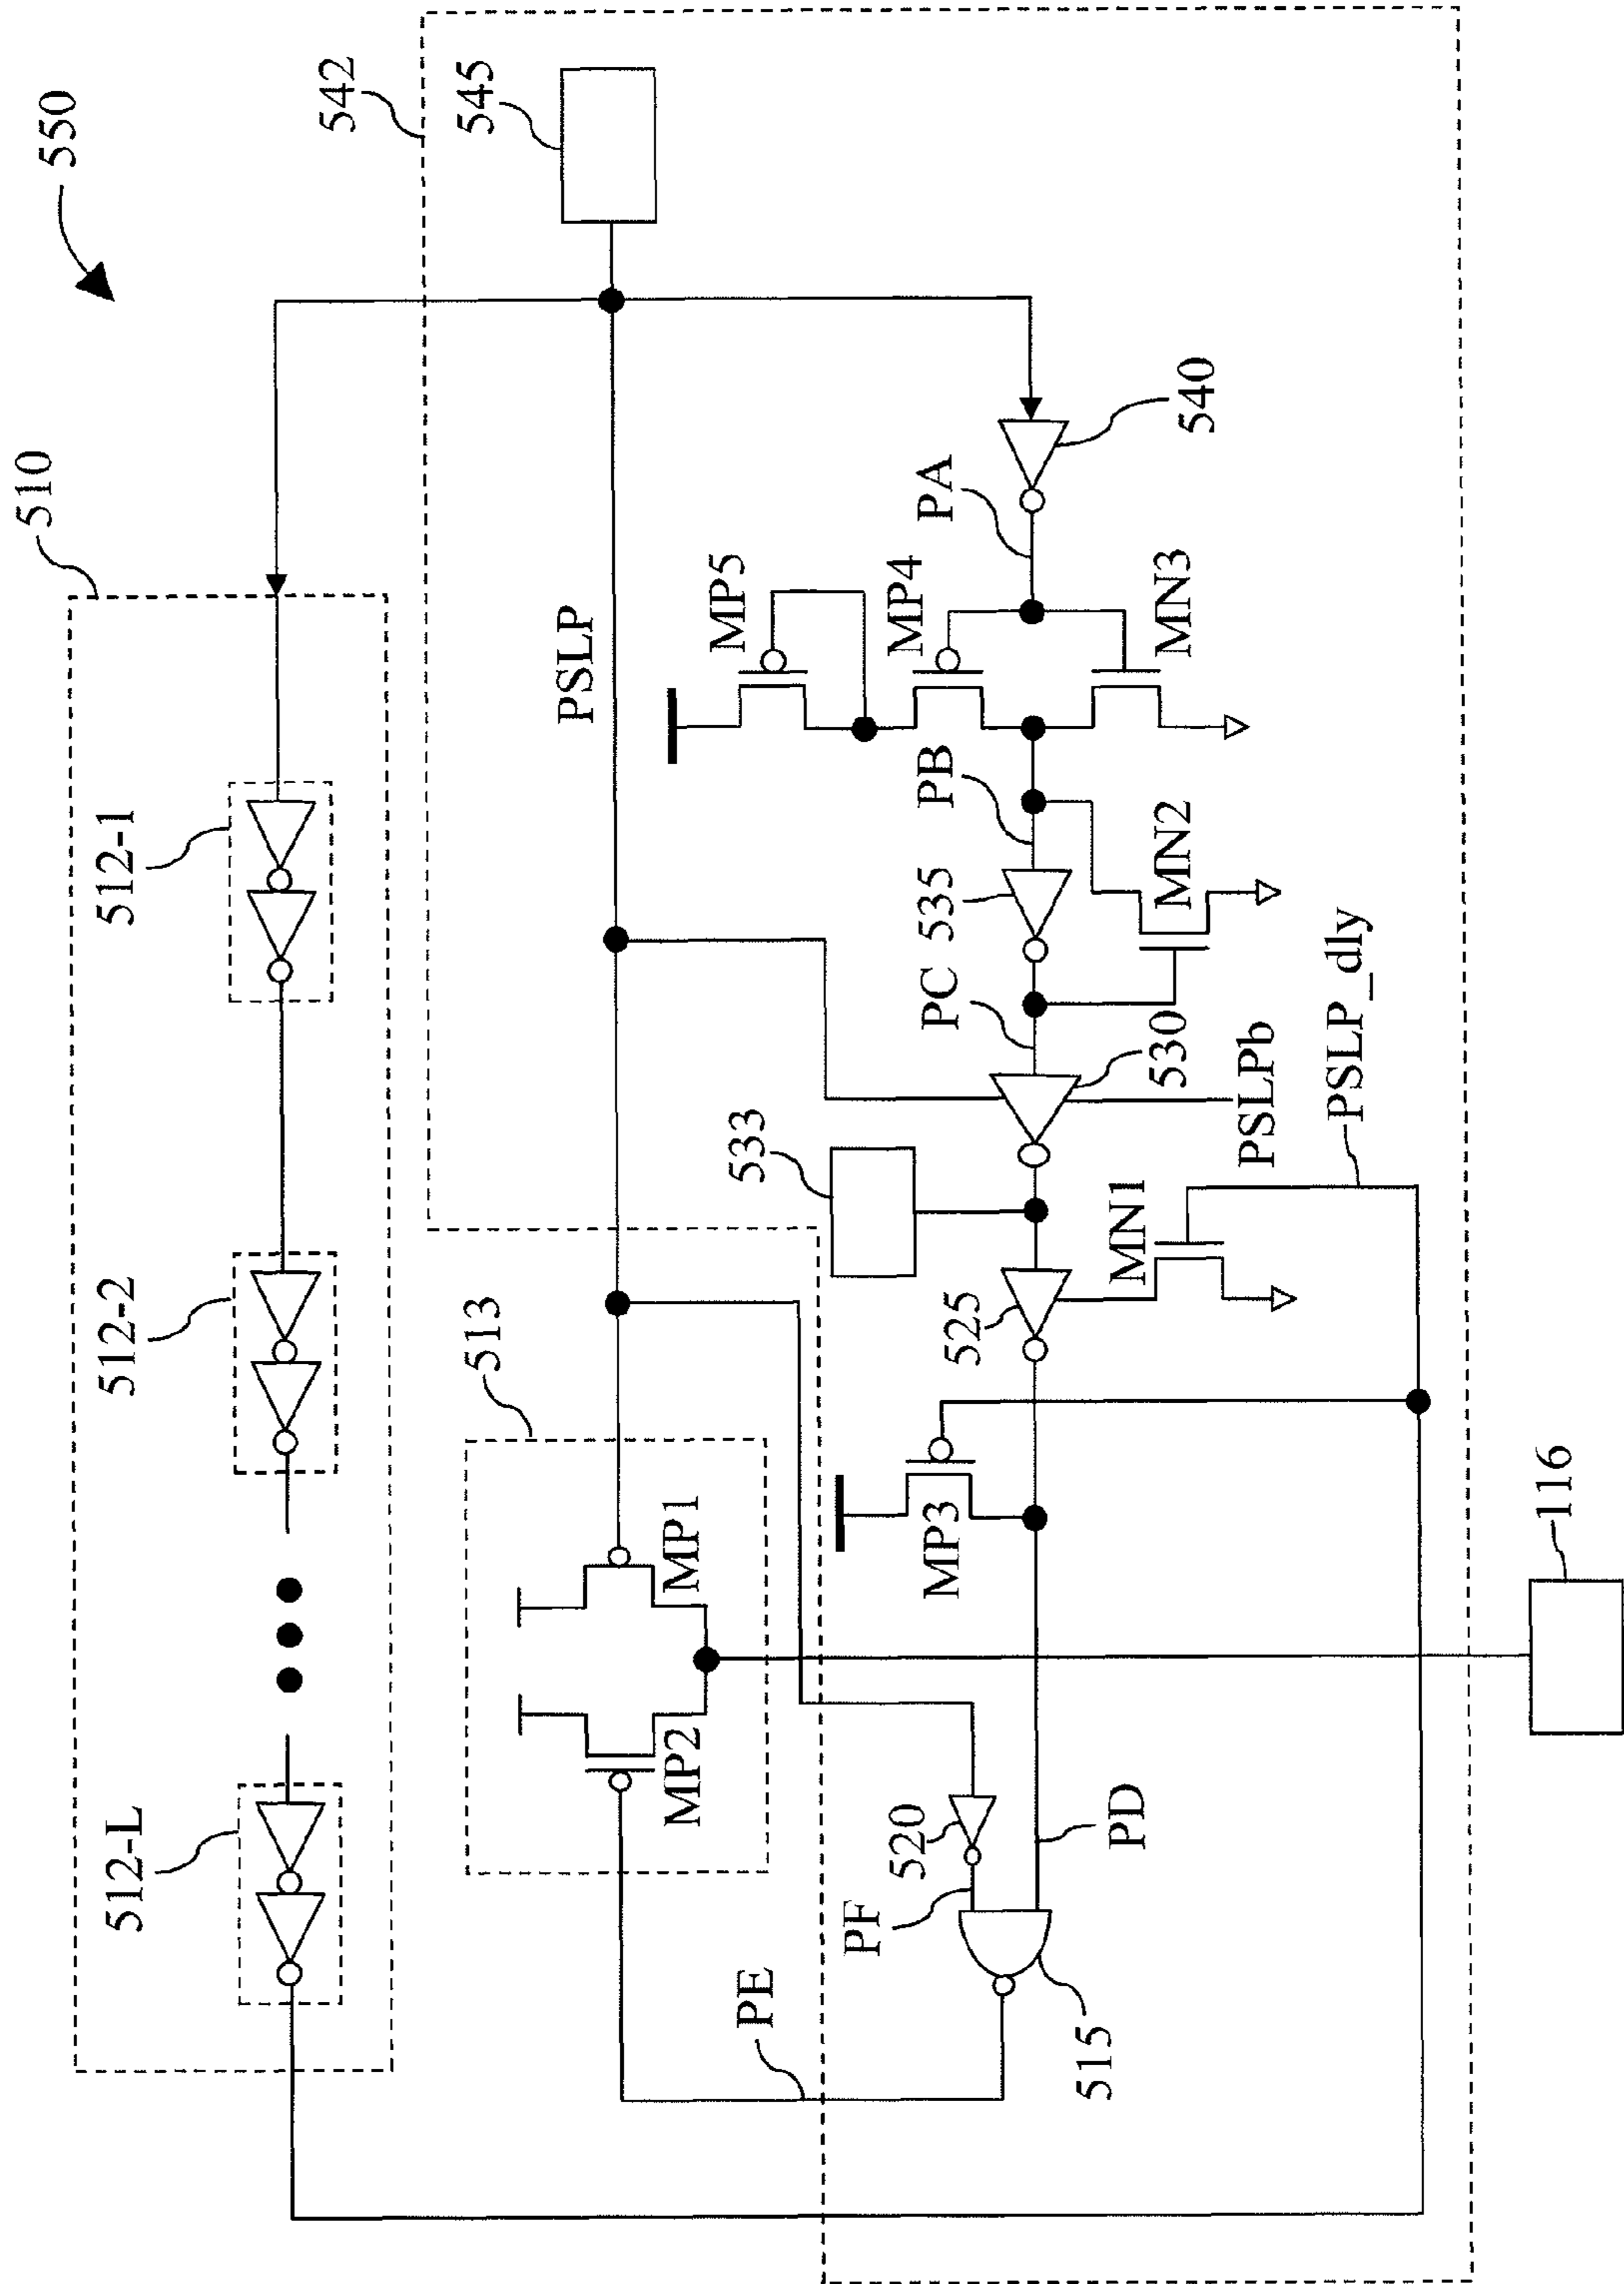 550
510
512-1
512-2
512-L
542
545
PSLP
513
MP1
MP2
PE
MP5
MP4
PA
540
MN3
PB
535
MN2
PC
530
PSLPb
533
MN1
525
PSLP_dly
MP3
520
PF
PD
515
116